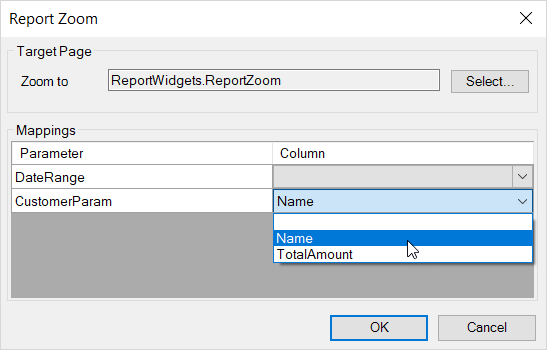 Report Zoom
Target Page
Zoom to ReportWidgets.ReportZoom Select...
Mappings
Parameter Column
DateRange
CustomerParam Name
Name
TotalAmount
OK Cancel